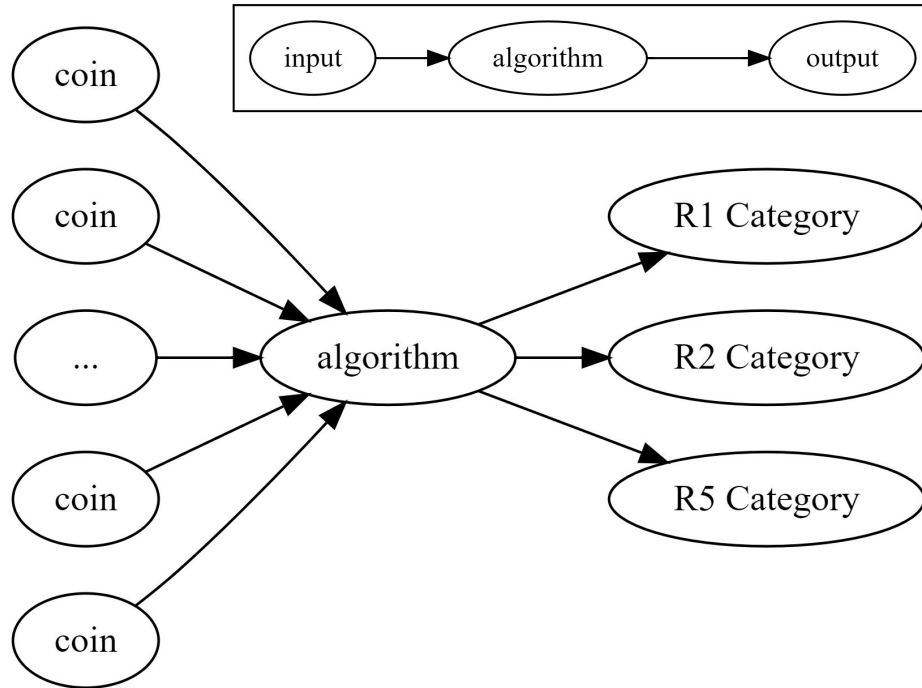 input
algorithm
output
coin
coin
...
coin
coin
algorithm
R1 Category
R2 Category
R5 Category